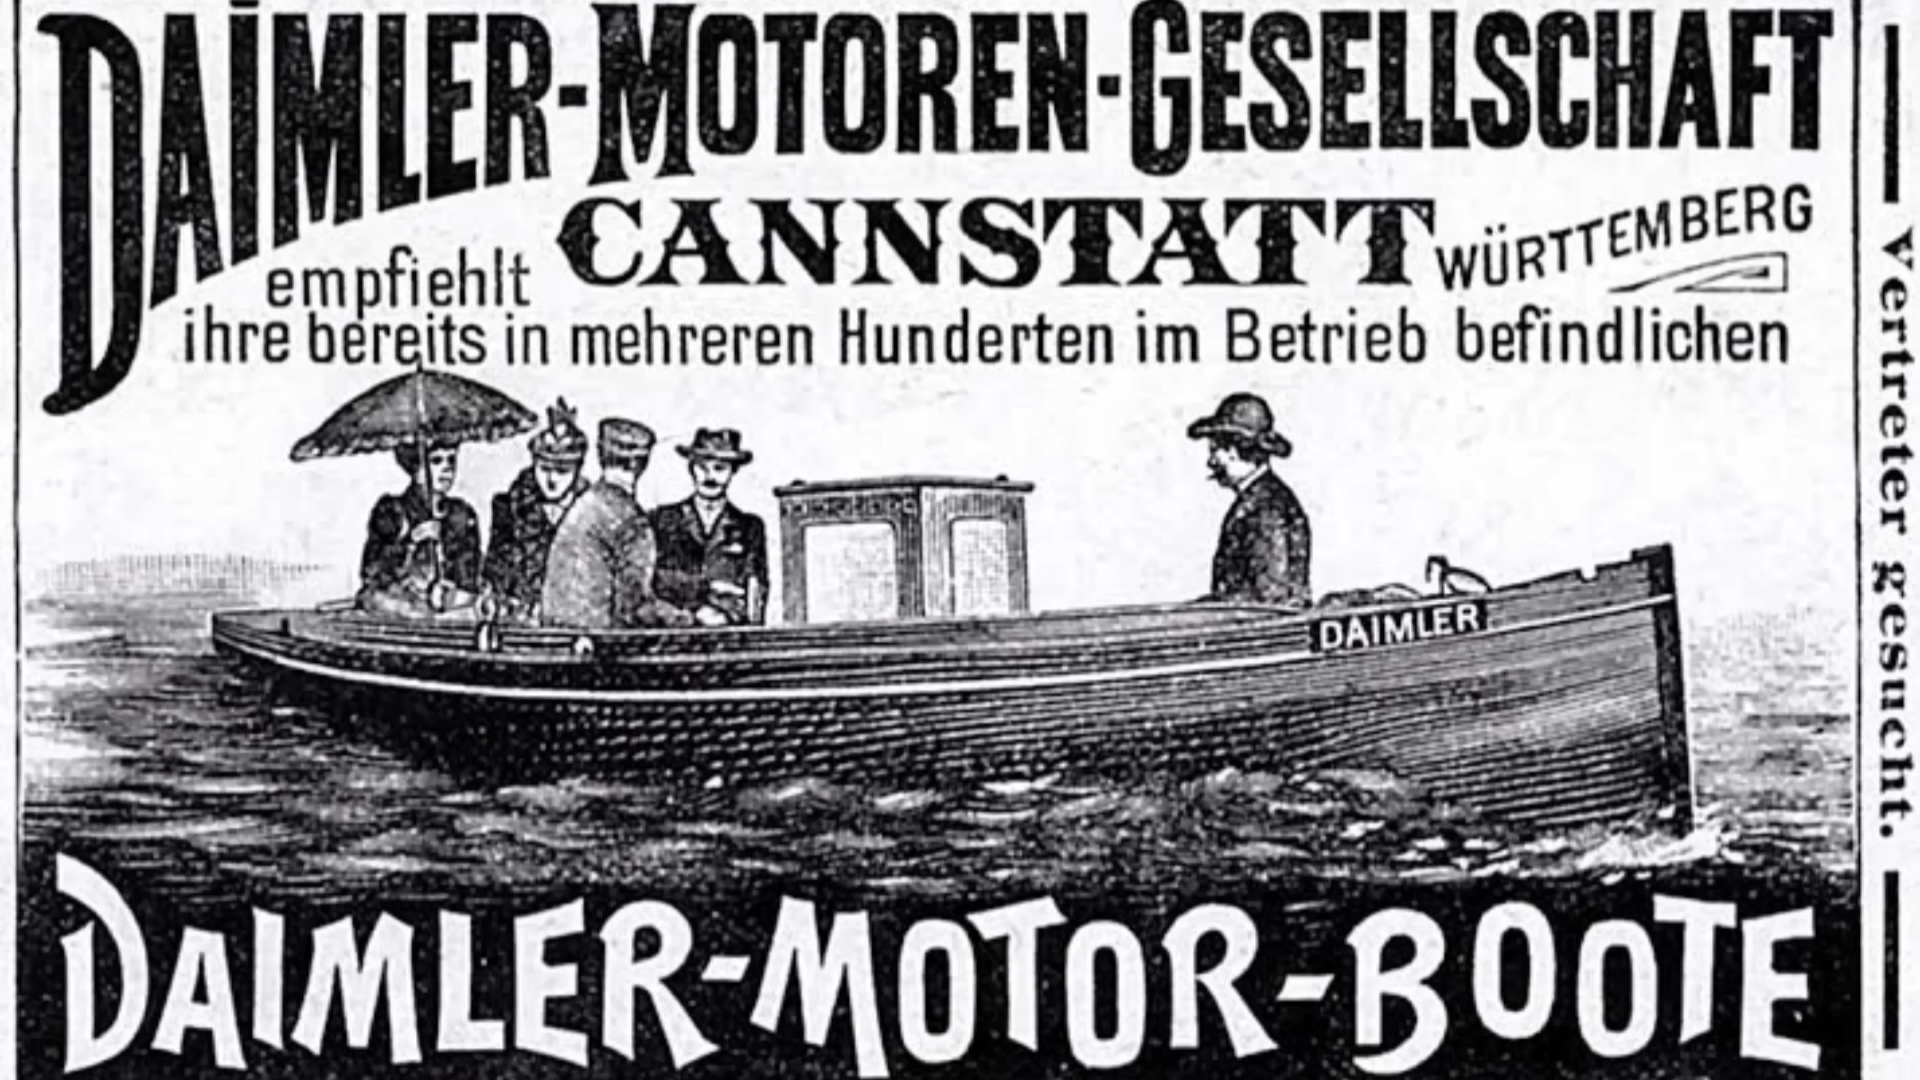 DAIMLER-MOTOREN-GESELLSCHAFT
CANNSTATT WÜRTTEMBERG
empfiehlt
ihre bereits in mehreren Hunderten im Betrieb befindlichen
DAIMLER
DAIMLER-MOTOR-BOOTE
Vertreter gesucht.